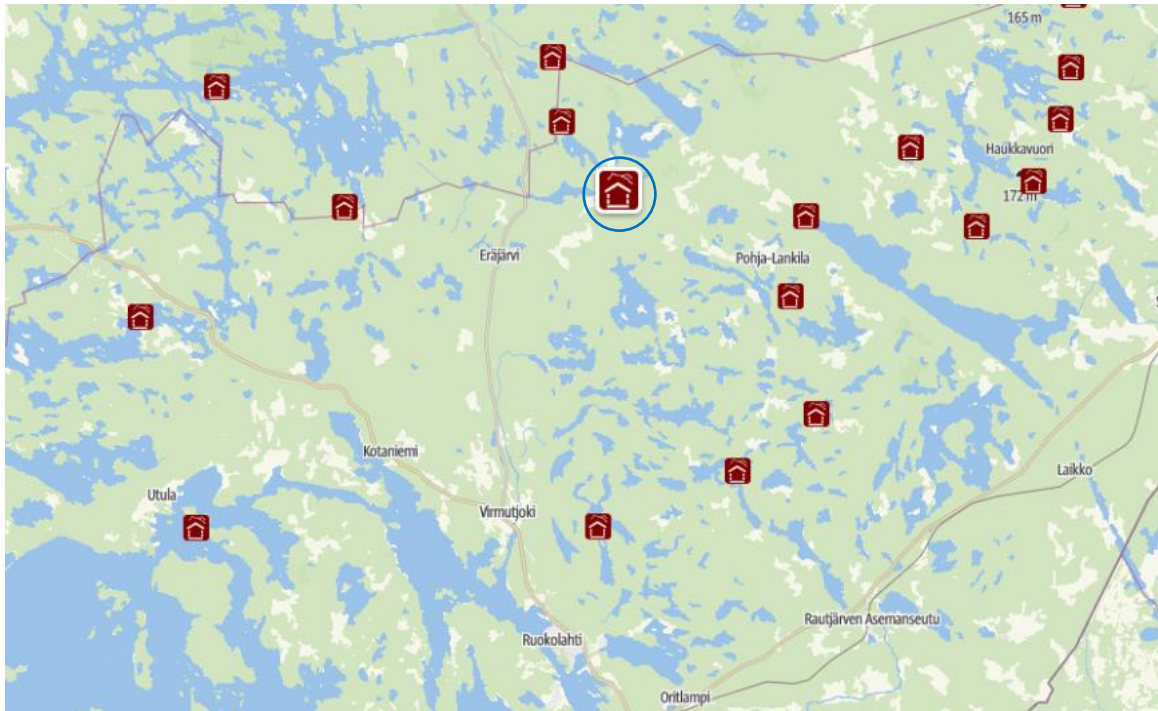 165 m
Haukkavuori
172 m
Eräjärvi
Pohja-Lankila
Kotaniemi
Laikko
Utula
Virmutjoki
Rautjärven Asemanseutu
Ruokolahti
Oritlampi